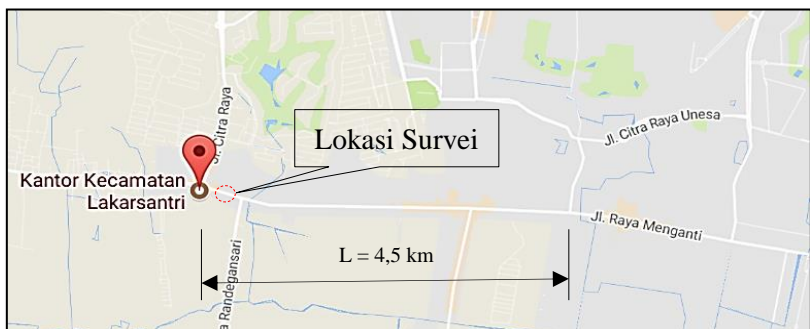 Jl. Citra Raya
Lokasi Survei
Jl. Citra Raya Unesa
Kantor Kecamatan
Lakarsantri
Jl. Raya Menganti
L = 4,5 km
a Randegansari